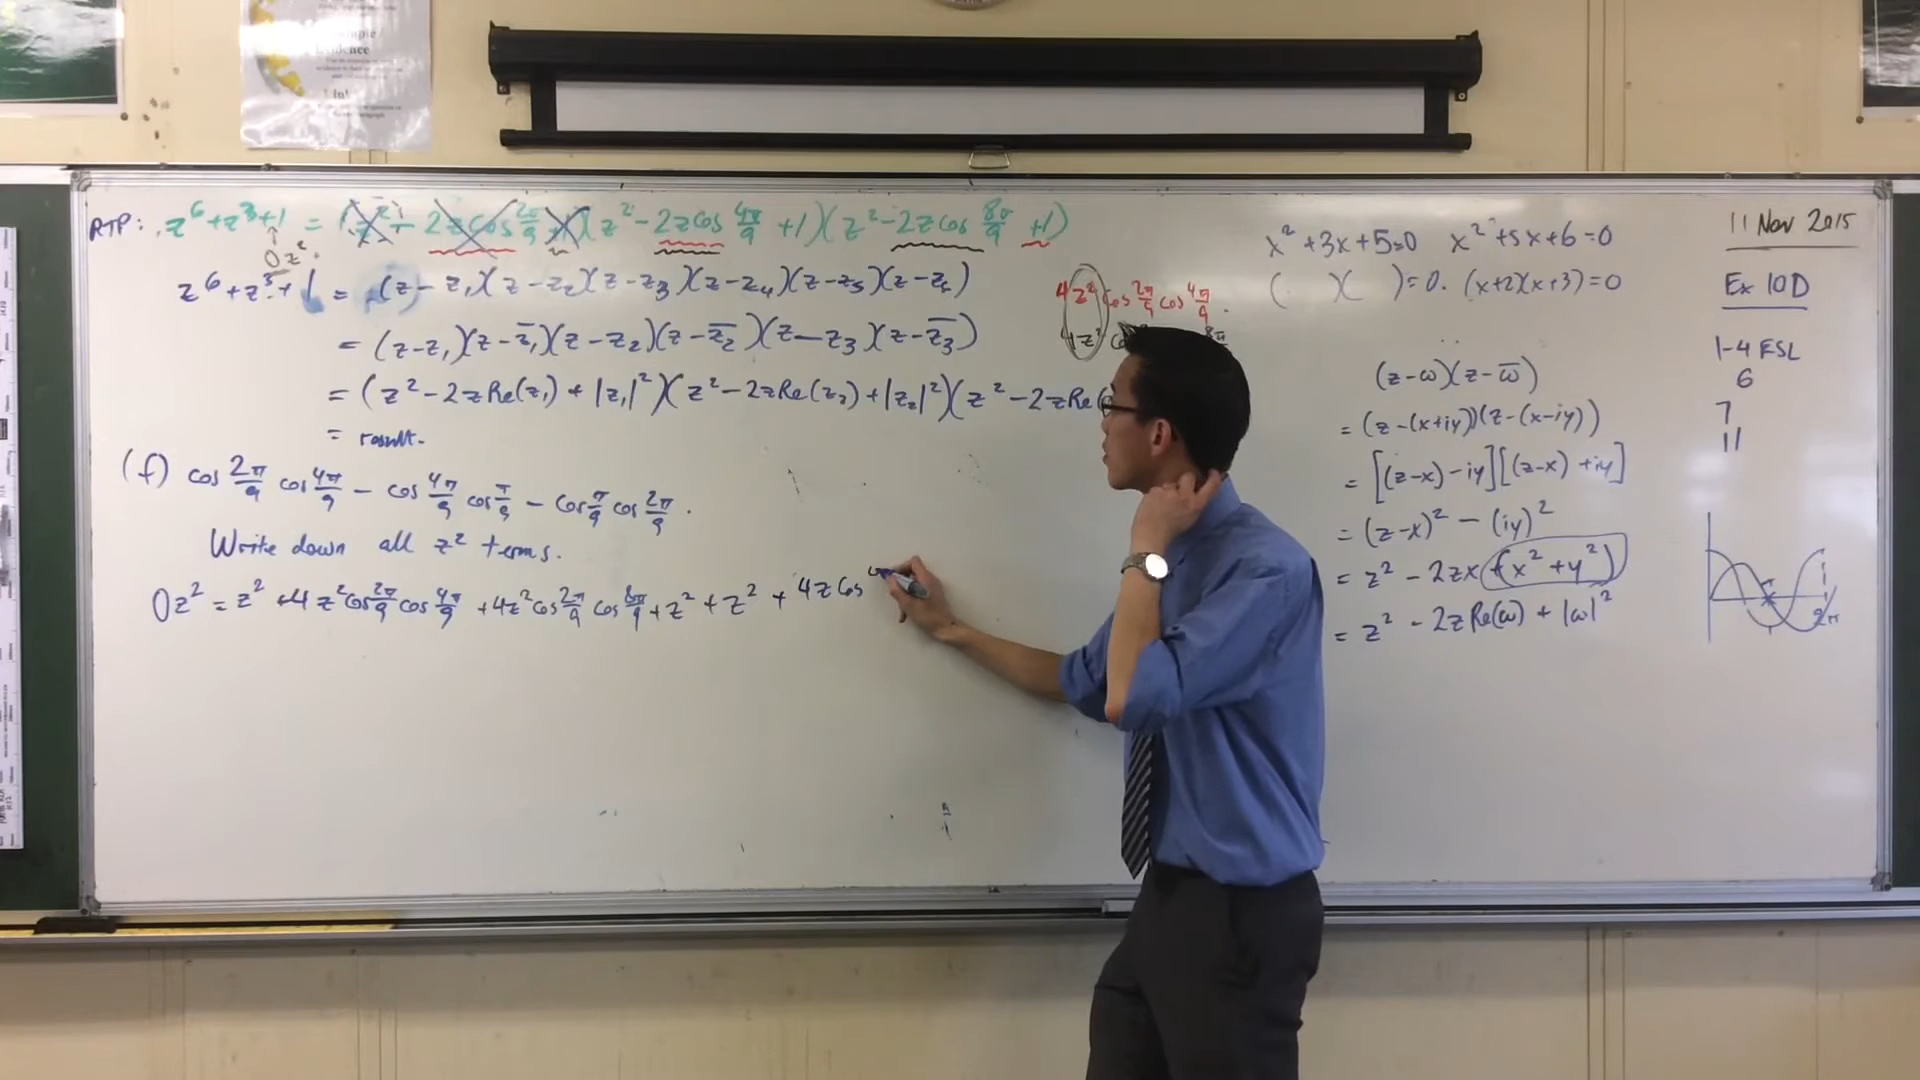 RTP: z⁶ + z³ + 1 = (z² - 2z cos 2π/9 + 1)(z² - 2z cos 4π/9 + 1)(z² - 2z cos 8π/9 + 1)
0z²
z⁶ + z³ + 1 = (z - z₁)(z - z₂)(z - z₃)(z - z₄)(z - z₅)(z - z₆)
= (z - z₁)(z - z̄₁)(z - z₂)(z - z̄₂)(z - z₃)(z - z̄₃)
= (z² - 2zRe(z₁) + |z₁|²)(z² - 2zRe(z₂) + |z₂|²)(z² - 2zRe(
= result.
(f) cos 2π/9 cos 4π/9 - cos 4π/9 cos π/9 - cos π/9 cos 2π/9.
Write down all z² terms.
0z² = z² + 4z² cos 2π/9 cos 4π/9 + 4z² cos 2π/9 cos 8π/9 + z² + z² + 4z cos
4z² cos 2π/9 cos 4π/9.
4z² 8π
x² + 3x + 5 = 0 x² + 5x + 6 = 0
( )( ) = 0. (x+2)(x+3) = 0
(z - ω)(z - ω̄)
= (z - (x+iy))(z - (x-iy))
= [(z-x) - iy][(z-x) + iy]
= (z-x)² - (iy)²
= z² - 2zx + (x² + y²)
= z² - 2zRe(ω) + |ω|²
11 Nov 2015
Ex 10D
1-4 ESL
6
7
11
π
2π